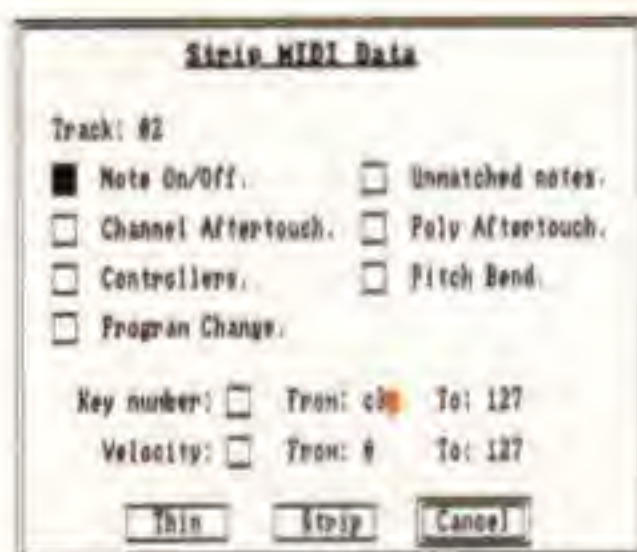 Strip MIDI Data
Track: 02
Note On/Off. Unmatched notes.
Channel Aftertouch. Poly Aftertouch.
Controllers. Pitch Bend.
Program Change.
Key number: From: To: 127
Velocity: From: 0 To: 127
Thin Strip Cancel